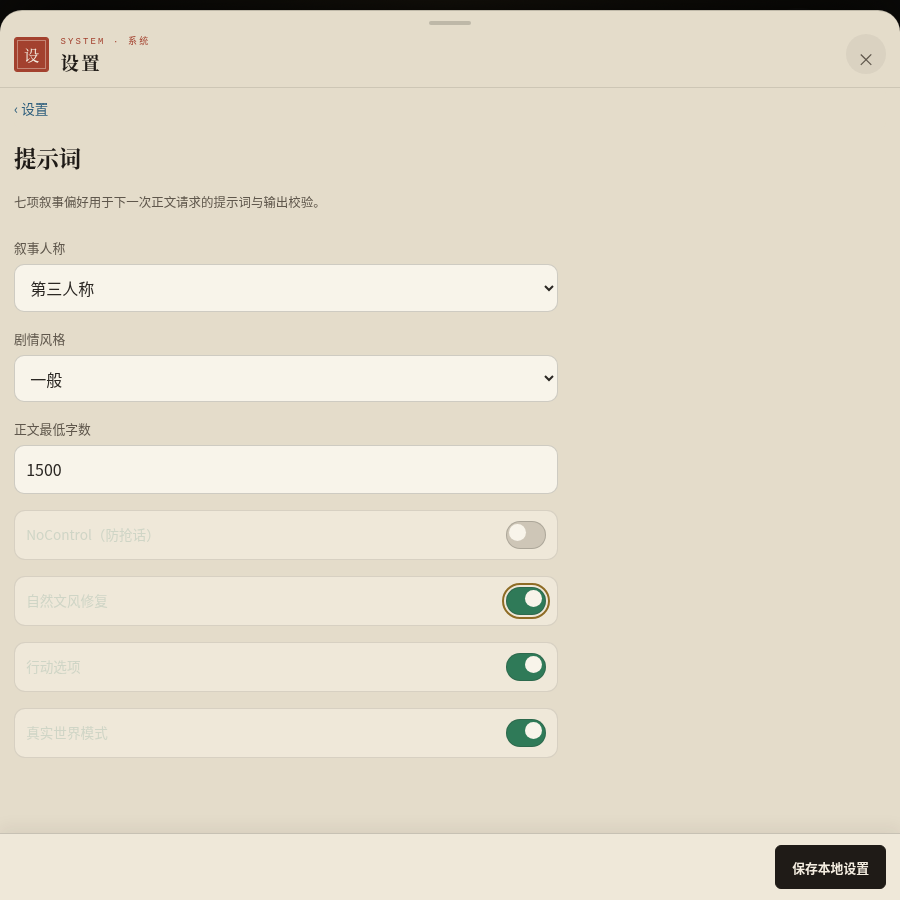 设
SYSTEM · 系统
设置
‹ 设置
提示词
七项叙事偏好用于下一次正文请求的提示词与输出校验。
叙事人称
第三人称
剧情风格
一般
正文最低字数
1500
NoControl（防抢话）
自然文风修复
行动选项
真实世界模式
保存本地设置